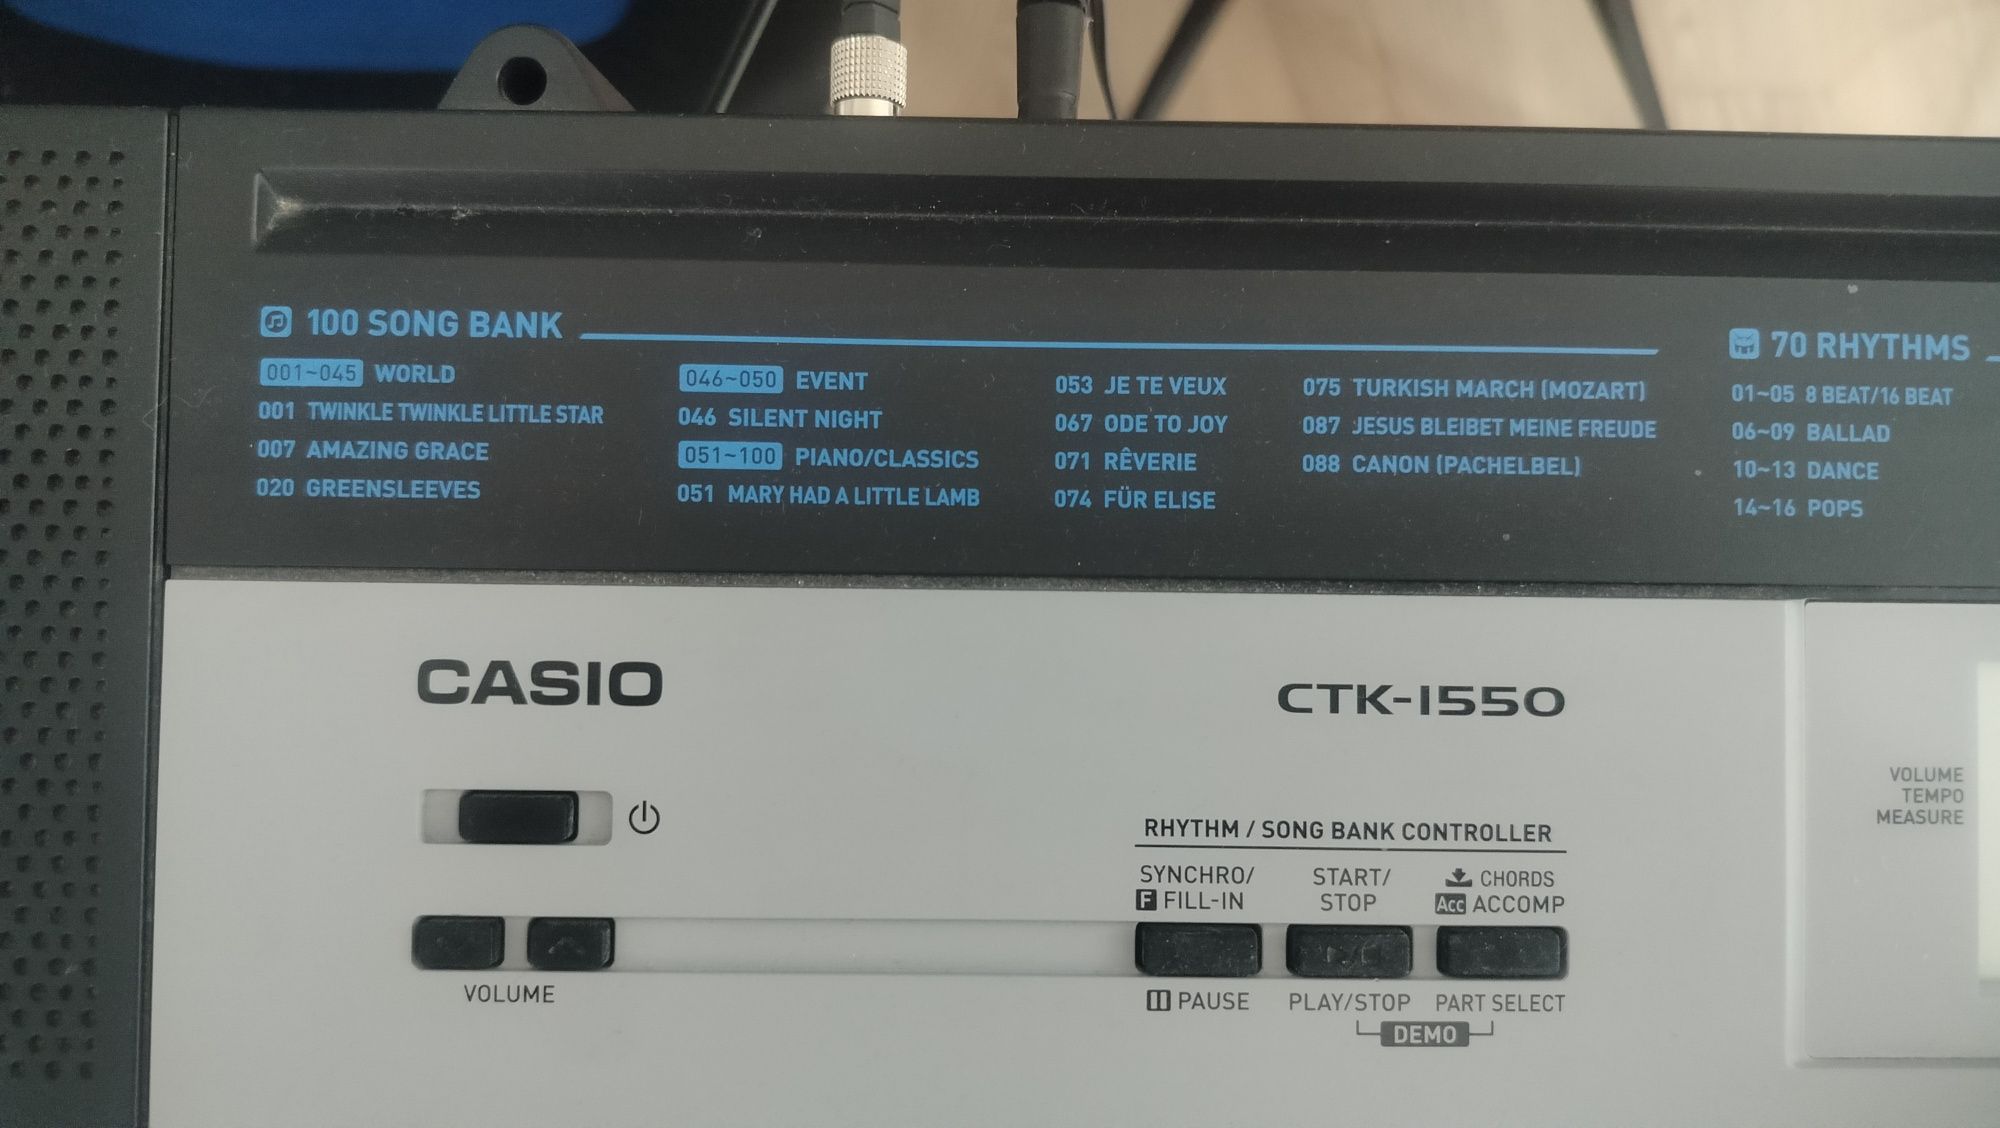 100 SONG BANK
001~045 WORLD
001 TWINKLE TWINKLE LITTLE STAR
007 AMAZING GRACE
020 GREENSLEEVES
046~050 EVENT
046 SILENT NIGHT
051~100 PIANO/CLASSICS
051 MARY HAD A LITTLE LAMB
053 JE TE VEUX
067 ODE TO JOY
071 RÊVERIE
074 FÜR ELISE
075 TURKISH MARCH (MOZART)
087 JESUS BLEIBET MEINE FREUDE
088 CANON (PACHELBEL)
70 RHYTHMS
01~05 8 BEAT/16 BEAT
06~09 BALLAD
10~13 DANCE
14~16 POPS
CASIO
CTK-1550
VOLUME
TEMPO
MEASURE
RHYTHM / SONG BANK CONTROLLER
SYNCHRO/
F FILL-IN
START/
STOP
CHORDS
Acc ACCOMP
VOLUME
PAUSE
PLAY/STOP
PART SELECT
DEMO